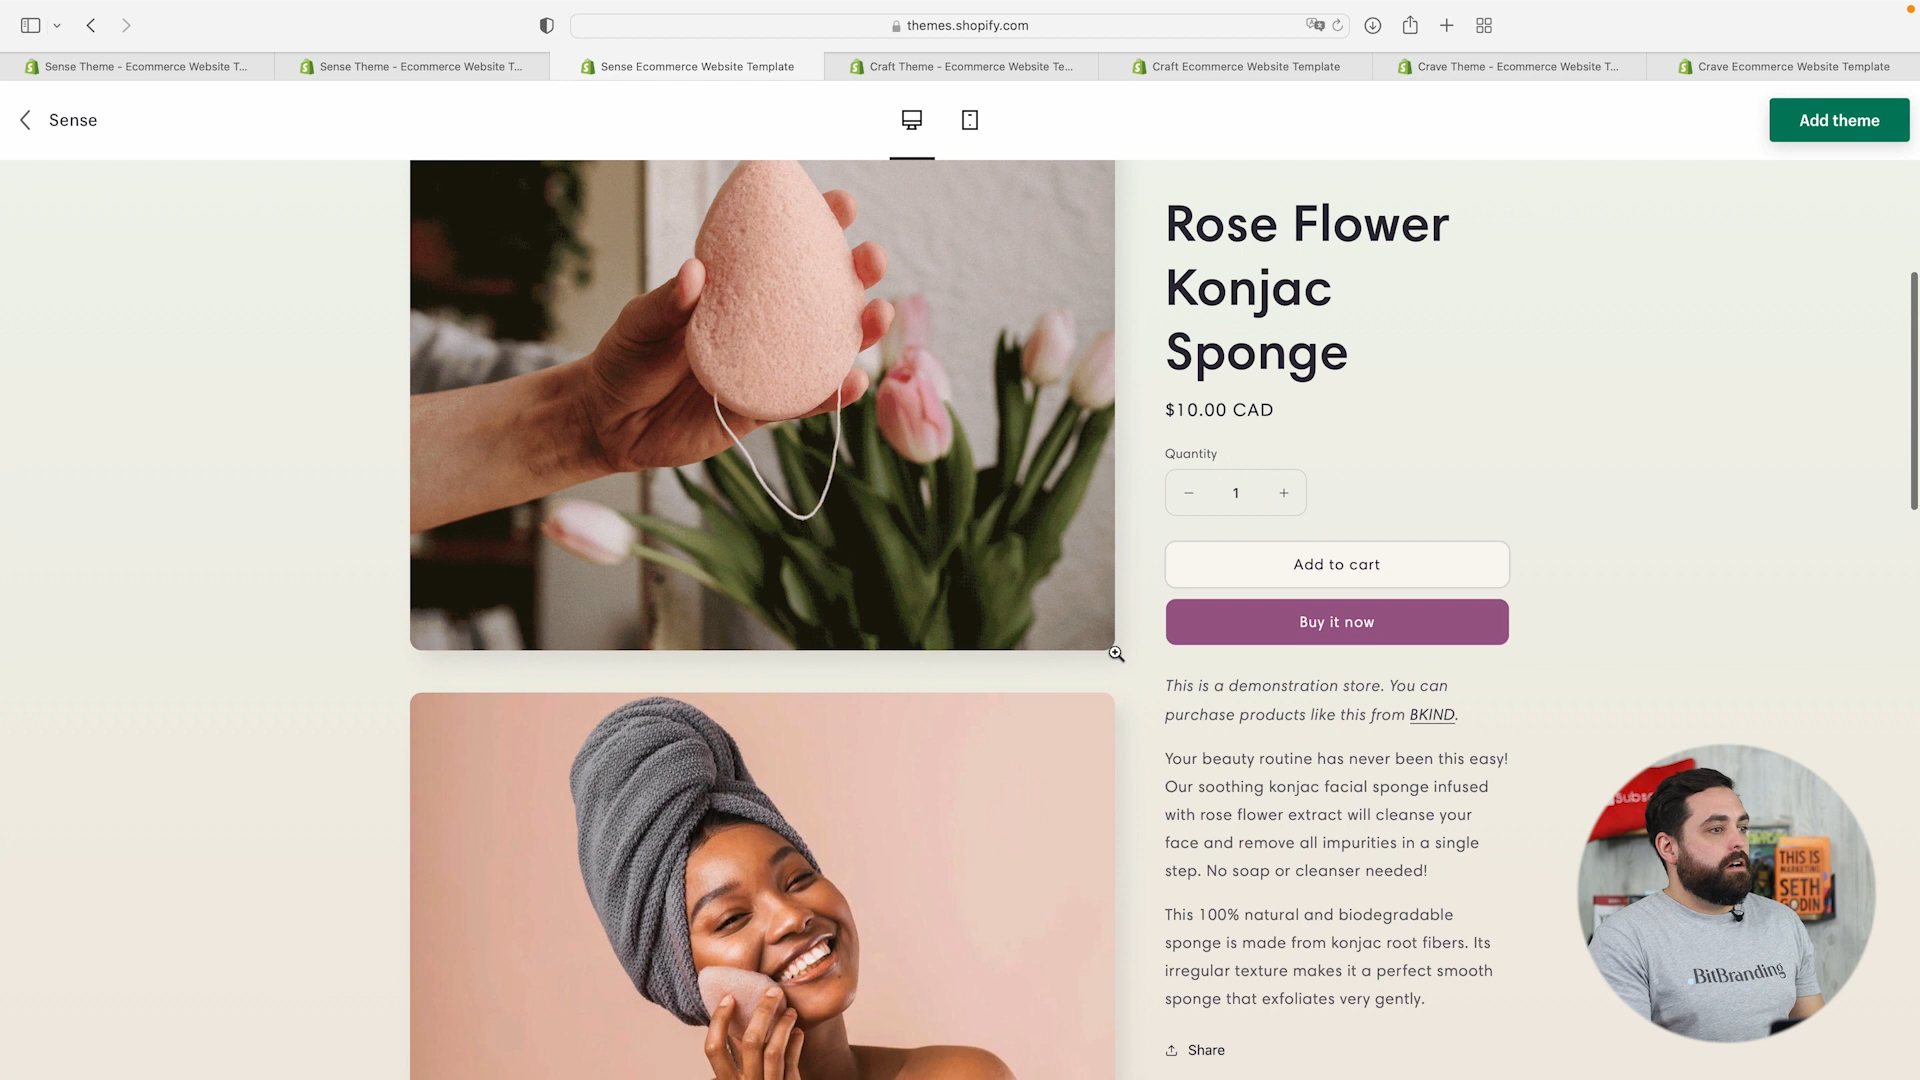 themes.shopify.com
Sense Theme - Ecommerce Website T...
Sense Theme - Ecommerce Website T...
Sense Ecommerce Website Template
Craft Theme - Ecommerce Website Te...
Craft Ecommerce Website Template
Crave Theme - Ecommerce Website T...
Crave Ecommerce Website Template
Sense
Add theme
Rose Flower
Konjac
Sponge
$10.00 CAD
Quantity
− 1 +
Add to cart
Buy it now
This is a demonstration store. You can
purchase products like this from BKIND.
Your beauty routine has never been this easy!
Our soothing konjac facial sponge infused
with rose flower extract will cleanse your
face and remove all impurities in a single
step. No soap or cleanser needed!
This 100% natural and biodegradable
sponge is made from konjac root fibers. Its
irregular texture makes it a perfect smooth
sponge that exfoliates very gently.
Share
THIS IS
MARKETING
SETH
GODIN
BitBranding